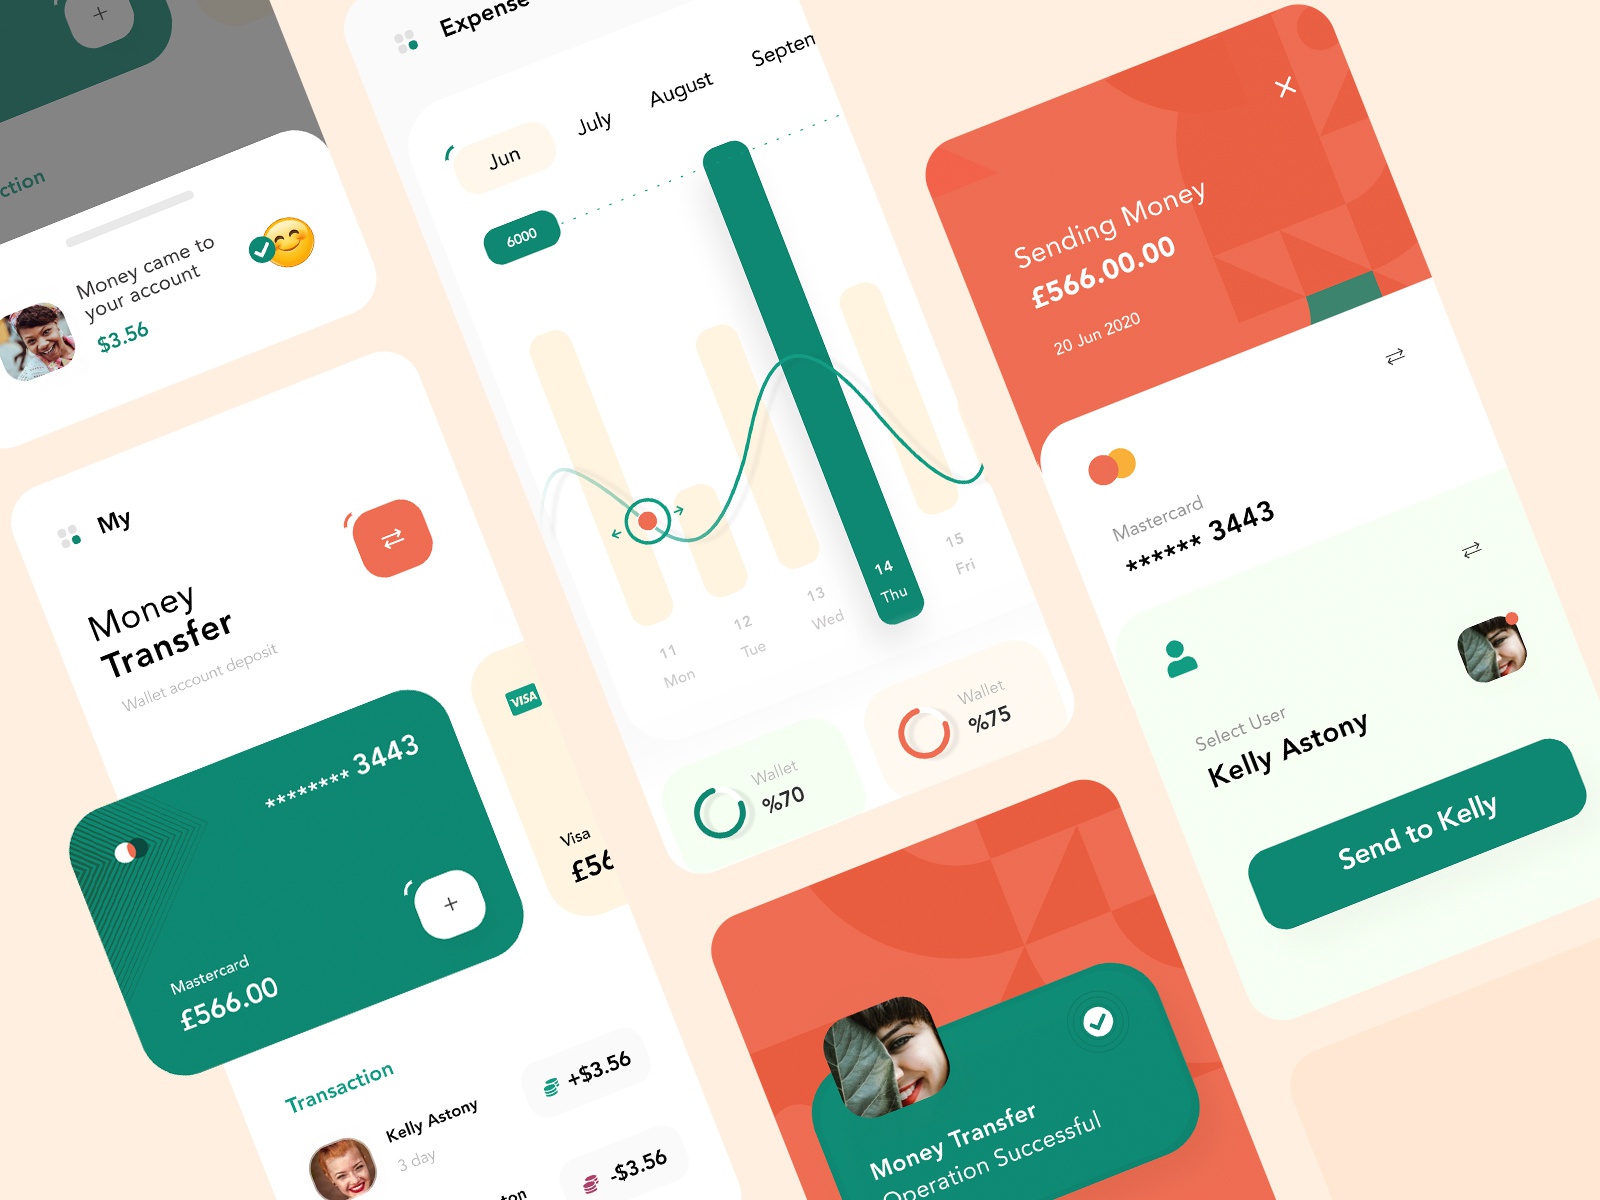 ction
Money came to
your account
$3.56
My
Money
Transfer
Wallet account deposit
******** 3443
Mastercard
£566.00
VISA
Visa
£56
Transaction
Kelly Astony
3 day
+$3.56
-$3.56
ton
Expense
Jun
July
August
Septem
6000
11
Mon
12
Tue
13
Wed
14
Thu
15
Fri
Wallet
%70
Wallet
%75
Money Transfer
Operation Successful
Sending Money
£566.00.00
20 Jun 2020
Mastercard
****** 3443
Select User
Kelly Astony
Send to Kelly